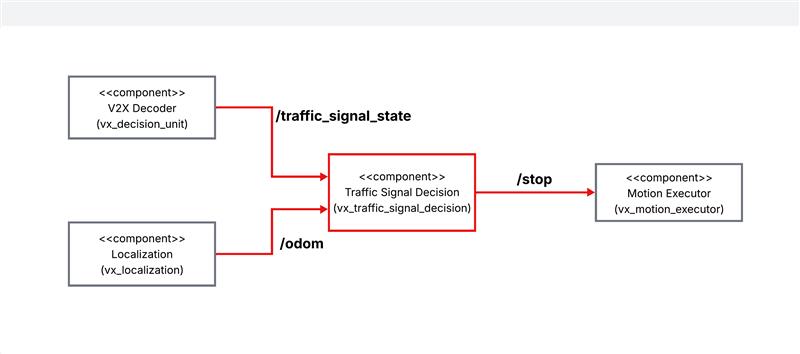 <<component>>
V2X Decoder
(vx_decision_unit)
/traffic_signal_state
<<component>>
Traffic Signal Decision
(vx_traffic_signal_decision)
/stop
<<component>>
Motion Executor
(vx_motion_executor)
<<component>>
Localization
(vx_localization)
/odom